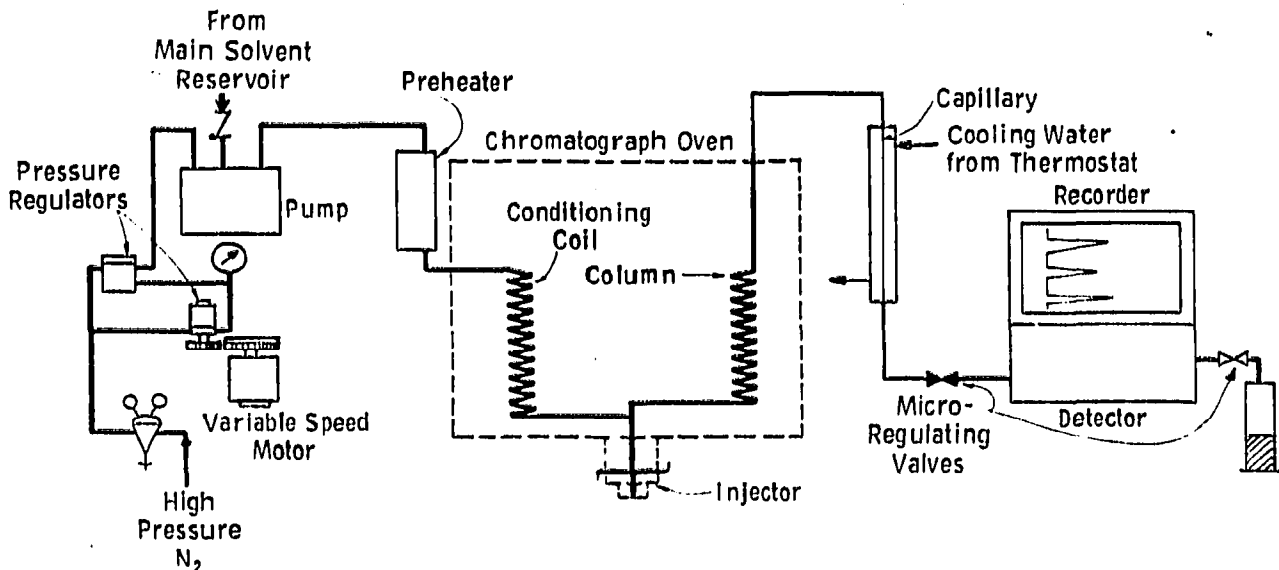 From
Main Solvent
Reservoir
Preheater
Capillary
Chromatograph Oven
Cooling Water
from Thermostat
Pressure
Regulators
Recorder
Pump
Conditioning
Coil
Column
Variable Speed
Motor
Micro-
Regulating
Valves
Detector
Injector
High
Pressure
N₂